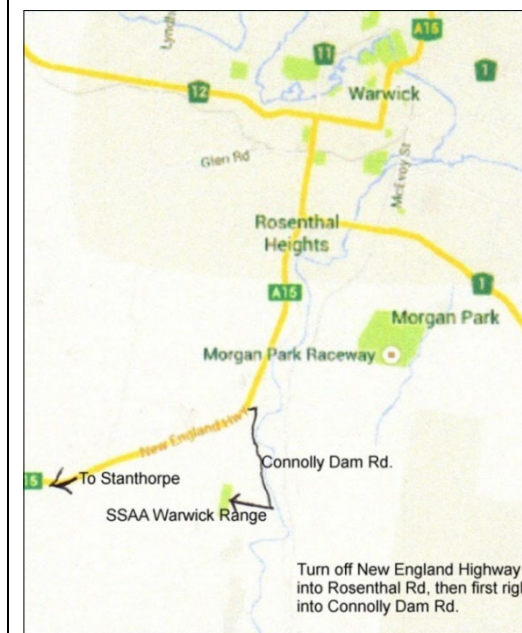 Lyndh
A15
11
1
12
Warwick
Glen Rd
McEvoy St
Rosenthal
Heights
A15
1
Morgan Park
Morgan Park Raceway
New England Hwy
Connolly Dam Rd.
15
To Stanthorpe
SSAA Warwick Range
Turn off New England Highway
into Rosenthal Rd, then first righ
into Connolly Dam Rd.